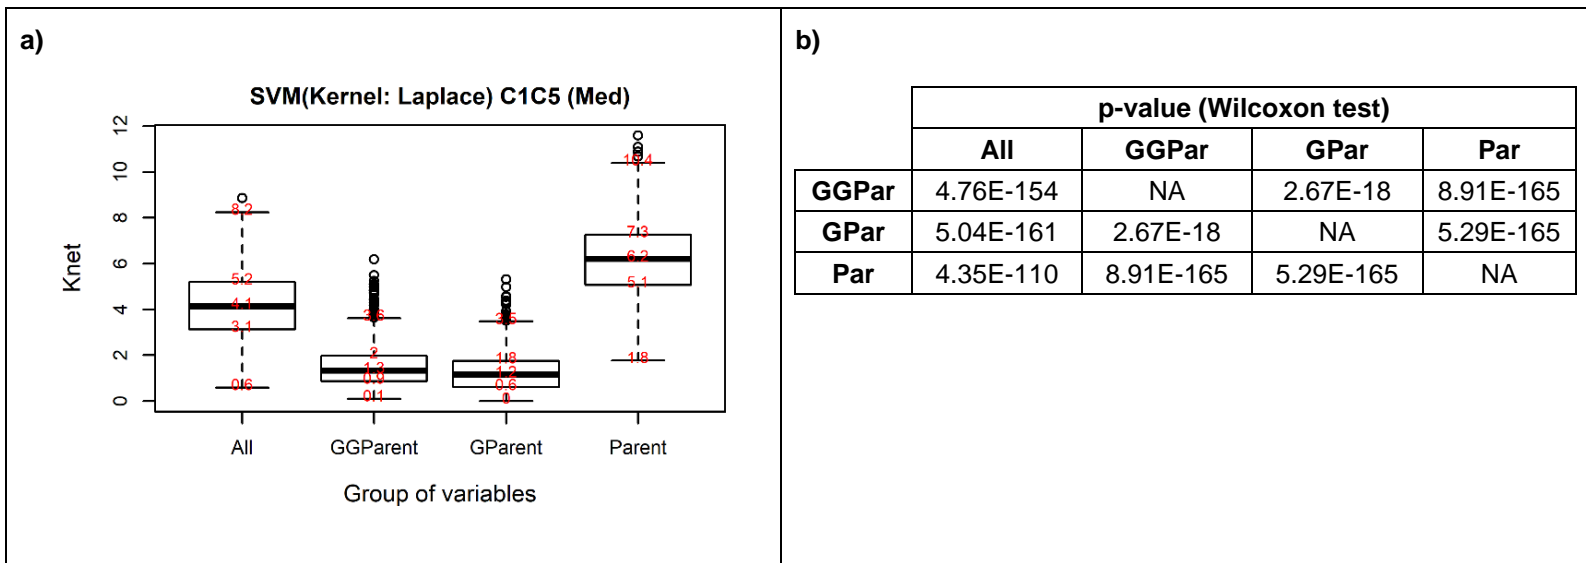 a)
SVM(Kernel: Laplace) C1C5 (Med)
Knet
12
10
8
6
4
2
0
8.2
5.2
4.1
3.1
0.6
3.6
2
1.3
0.9
0.1
3.5
1.8
1.2
0.6
0
10.4
7.3
6.2
5.1
1.8
All GGParent GParent Parent
Group of variables
b)
p-value (Wilcoxon test)
All GGPar GPar Par
GGPar 4.76E-154 NA 2.67E-18 8.91E-165
GPar 5.04E-161 2.67E-18 NA 5.29E-165
Par 4.35E-110 8.91E-165 5.29E-165 NA